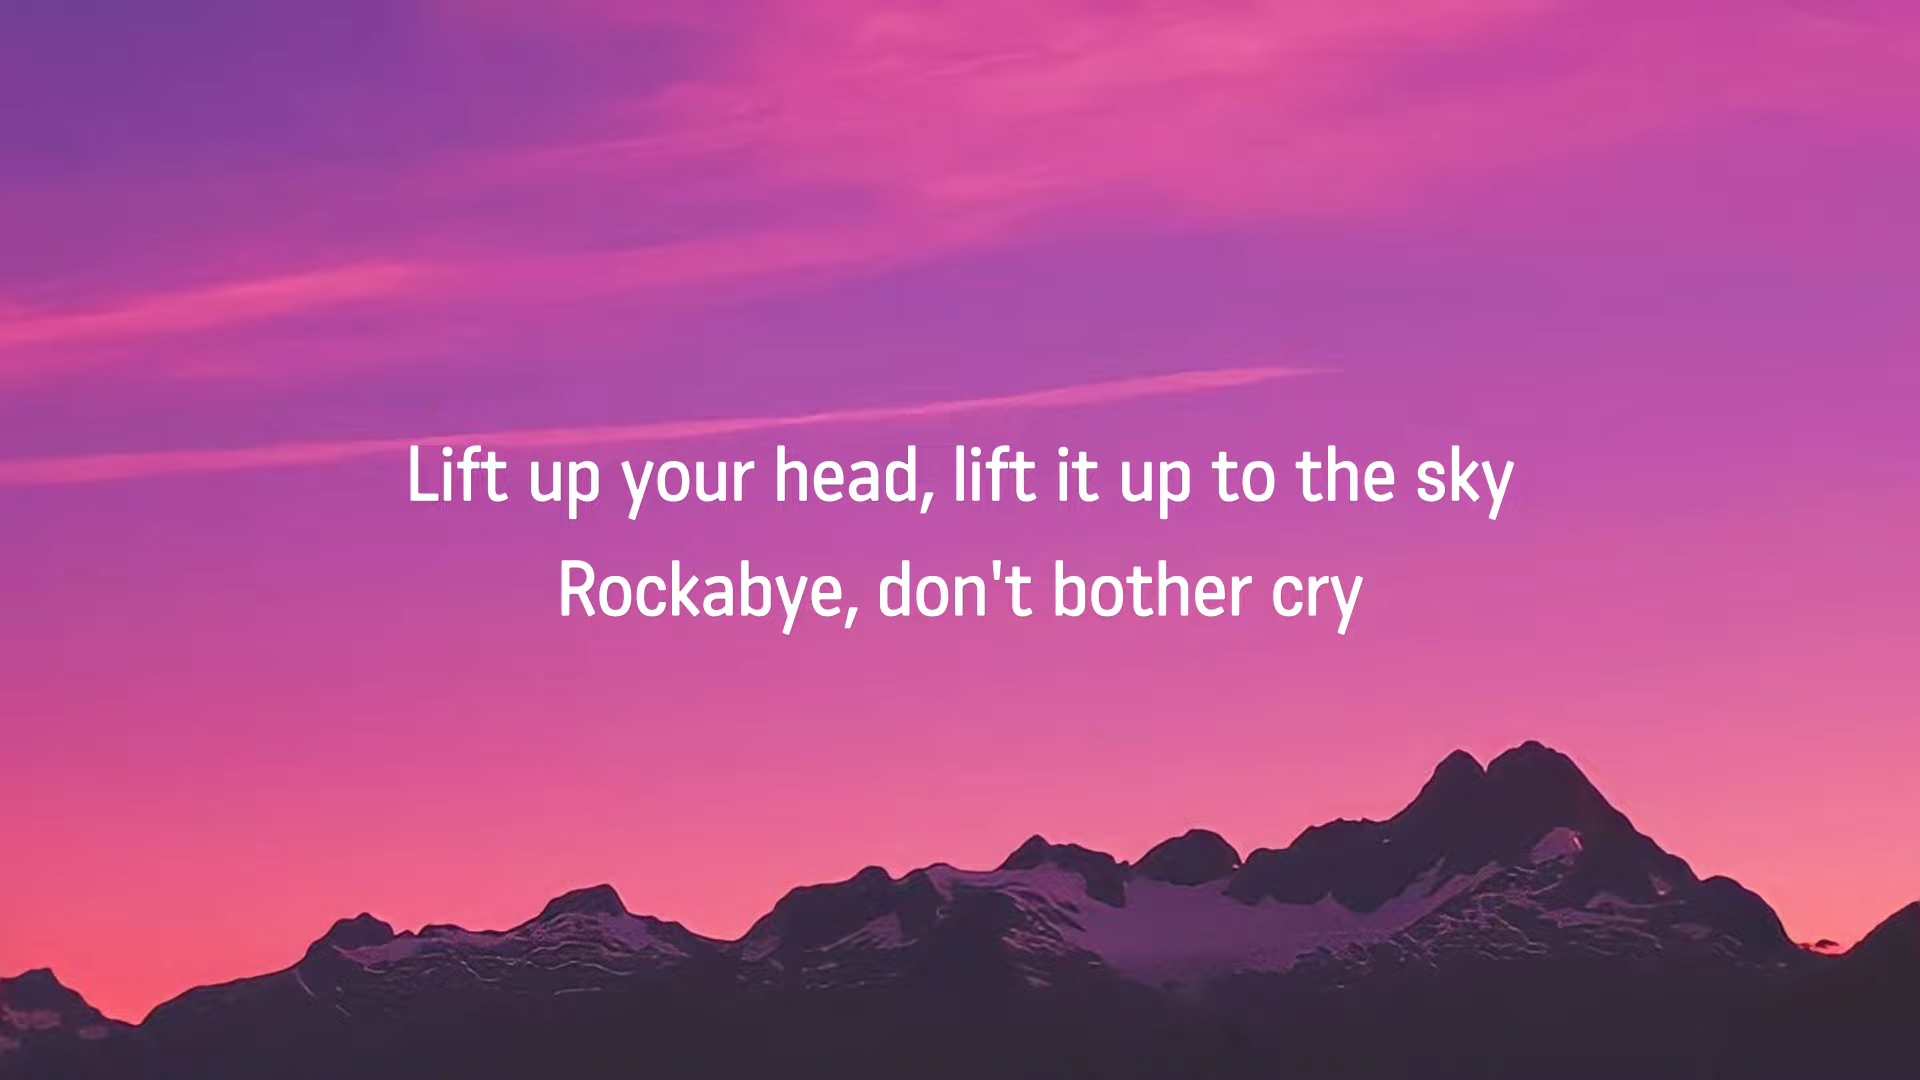 Lift up your head, lift it up to the sky
Rockabye, don't bother cry